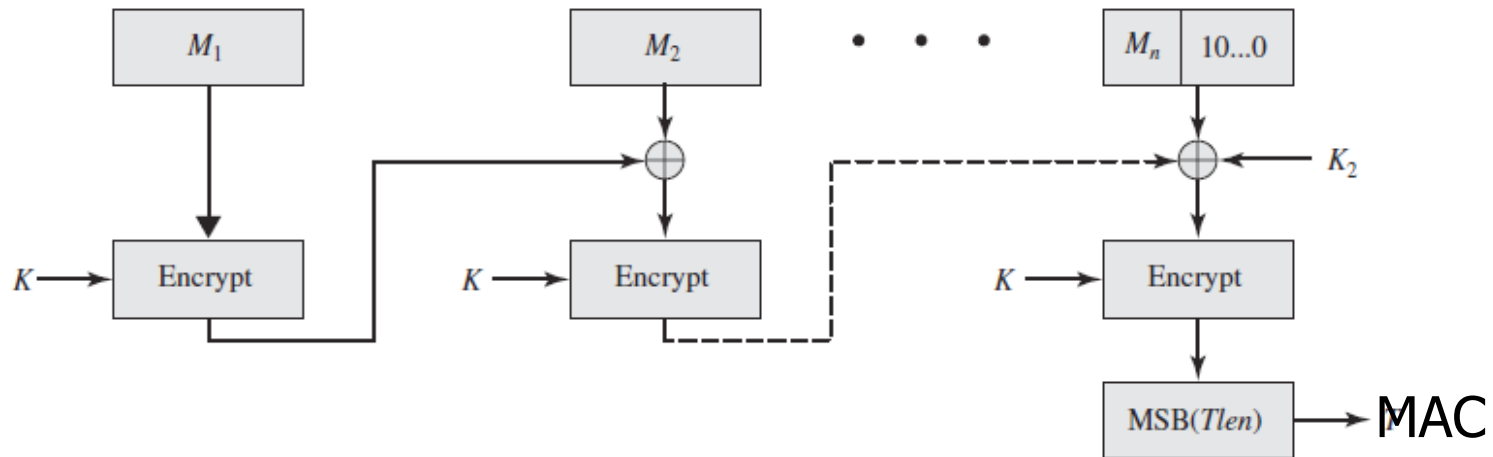 M₁ M₂ • • • Mₙ 10...0
K₂
K Encrypt K Encrypt K Encrypt
MSB(Tlen) MAC